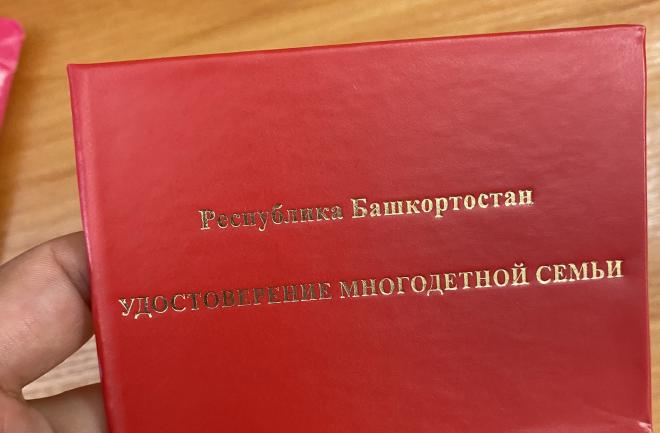 Республика Башкортостан
УДОСТОВЕРЕНИЕ МНОГОДЕТНОЙ СЕМЬИ